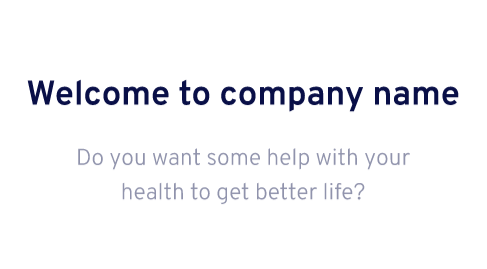 Welcome to company name
Do you want some help with your
health to get better life?